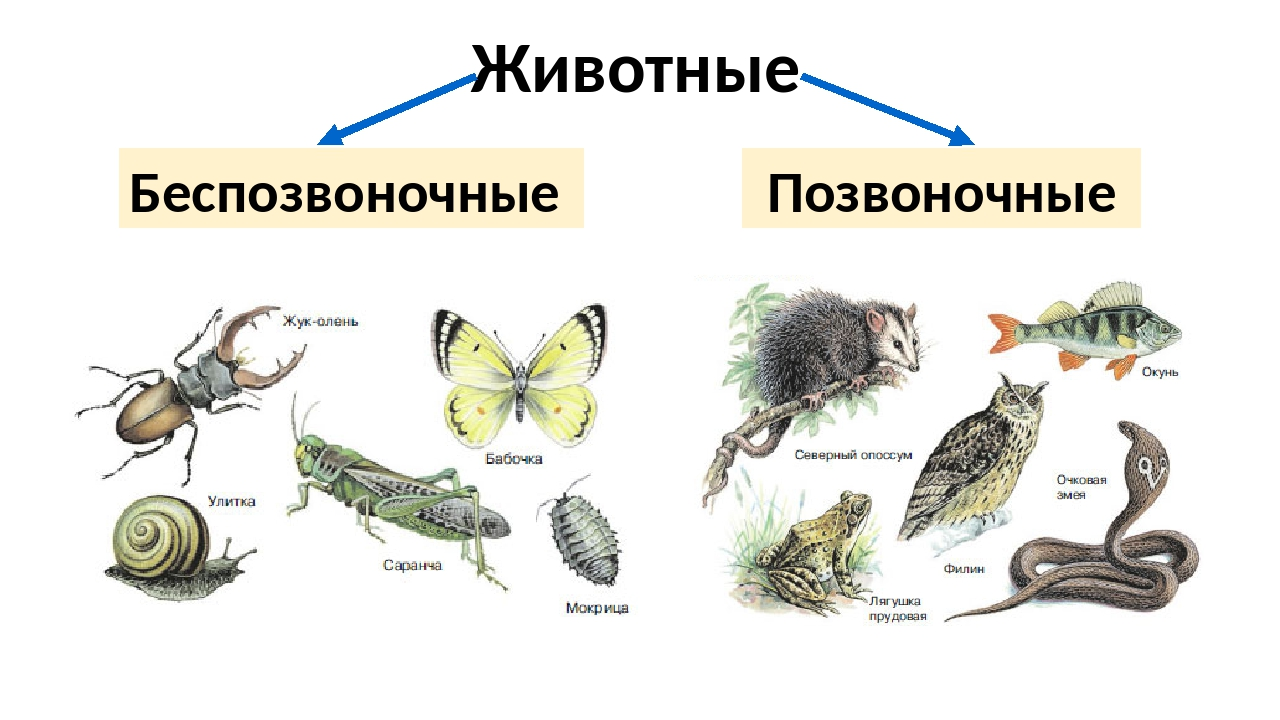 Животные
Беспозвоночные
Позвоночные
Жук-олень
Бабочка
Улитка
Саранча
Мокрица
Окунь
Северный опоссум
Очковая
змея
Филин
Лягушка
прудовая